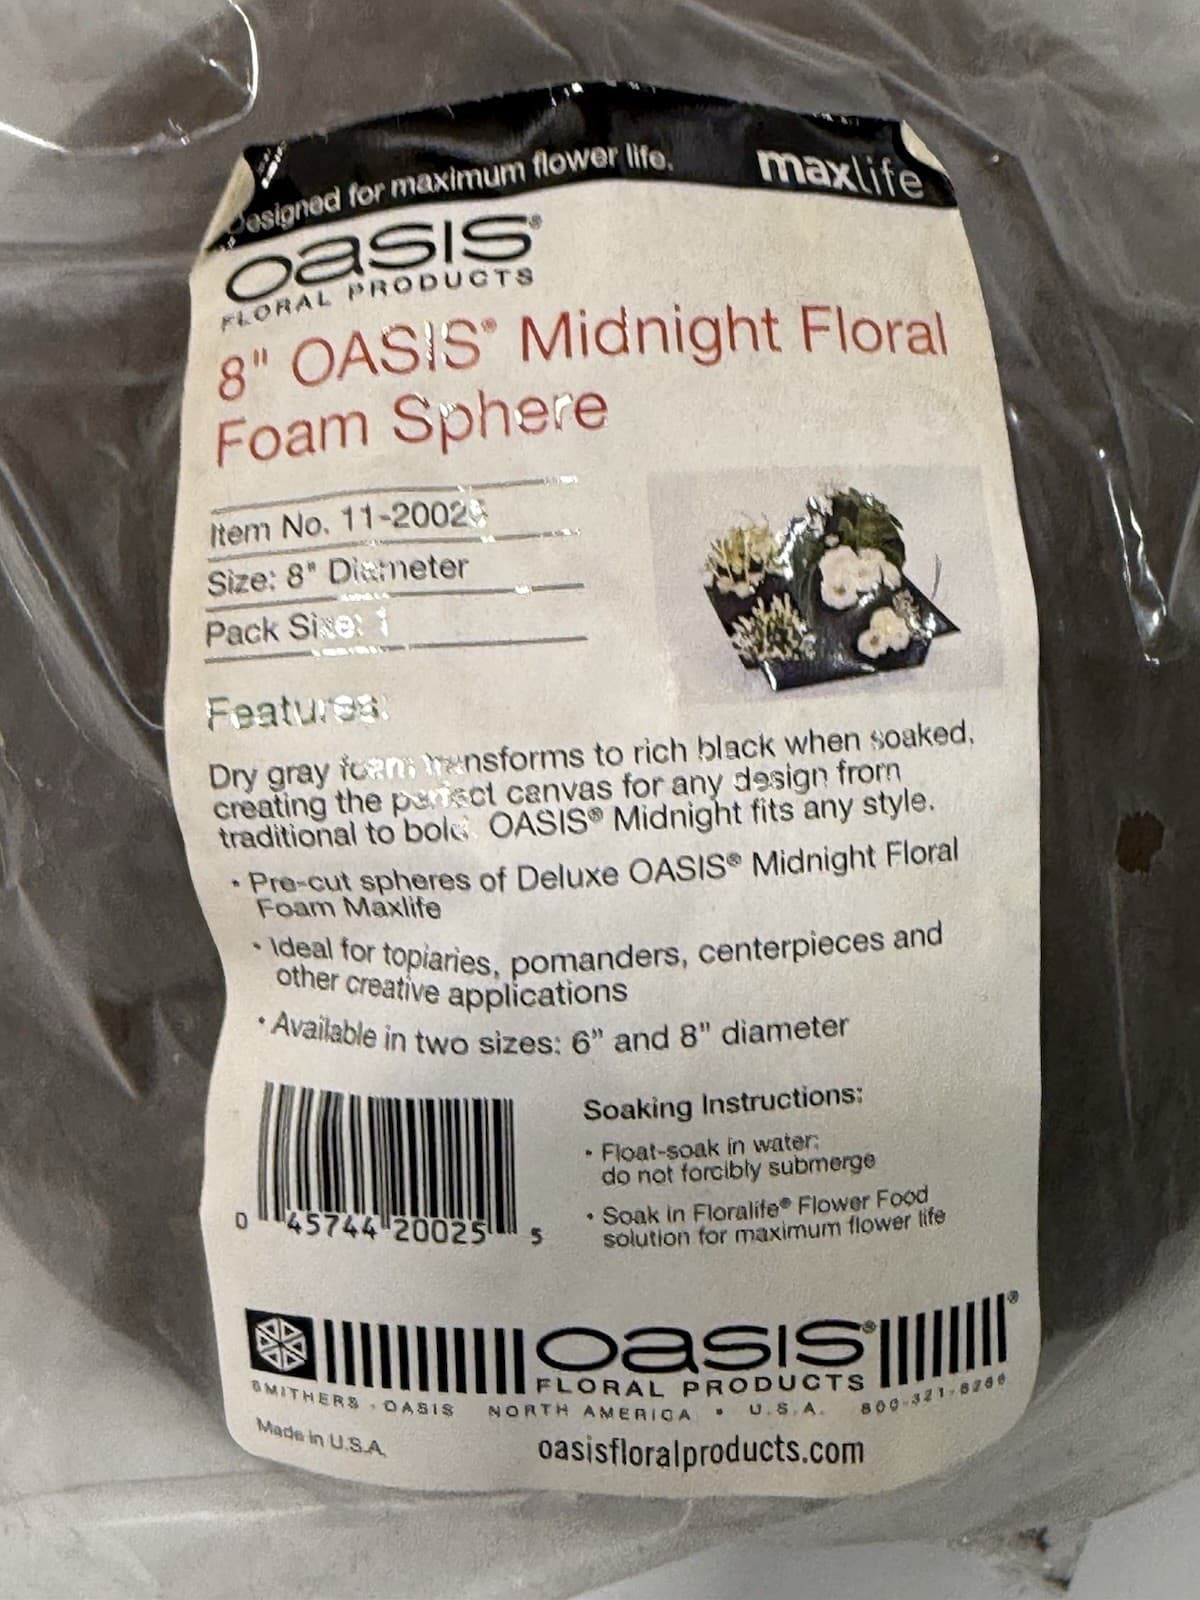 Designed for maximum flower life.
maxlife
oasis®
FLORAL PRODUCTS
8" OASIS® Midnight Floral
Foam Sphere
Item No. 11-20025
Size: 8" Diameter
Pack Size: 1
Features:
Dry gray foam transforms to rich black when soaked,
creating the perfect canvas for any design from
traditional to bold. OASIS® Midnight fits any style.
• Pre-cut spheres of Deluxe OASIS® Midnight Floral
Foam Maxlife
• Ideal for topiaries, pomanders, centerpieces and
other creative applications
• Available in two sizes: 6" and 8" diameter
Soaking Instructions:
• Float-soak in water;
do not forcibly submerge
• Soak in Floralife® Flower Food
solution for maximum flower life
0 45744 20025 5
oasis®
FLORAL PRODUCTS
SMITHERS-OASIS NORTH AMERICA • U.S.A. 800-321-8286
Made in U.S.A.
oasisfloralproducts.com